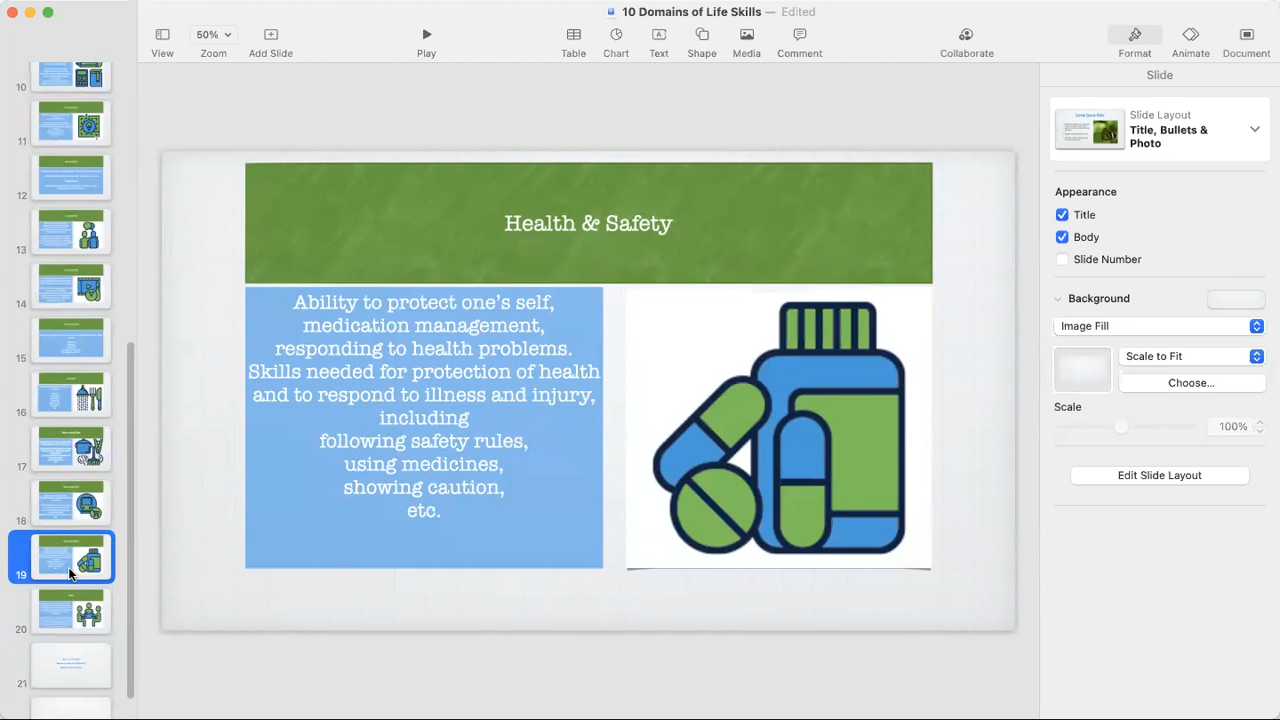 10 Domains of Life Skills — Edited
View
50%
Zoom
Add Slide
Play
Table
Chart
Text
Shape
Media
Comment
Collaborate
Format
Animate
Document
10
11
12
13
14
15
16
17
18
19
20
21
Health & Safety
Ability to protect one's self,
medication management,
responding to health problems.
Skills needed for protection of health
and to respond to illness and injury,
including
following safety rules,
using medicines,
showing caution,
etc.
Slide
Slide Layout
Title, Bullets &
Photo
Appearance
Title
Body
Slide Number
Background
Image Fill
Scale to Fit
Choose...
Scale
100%
Edit Slide Layout